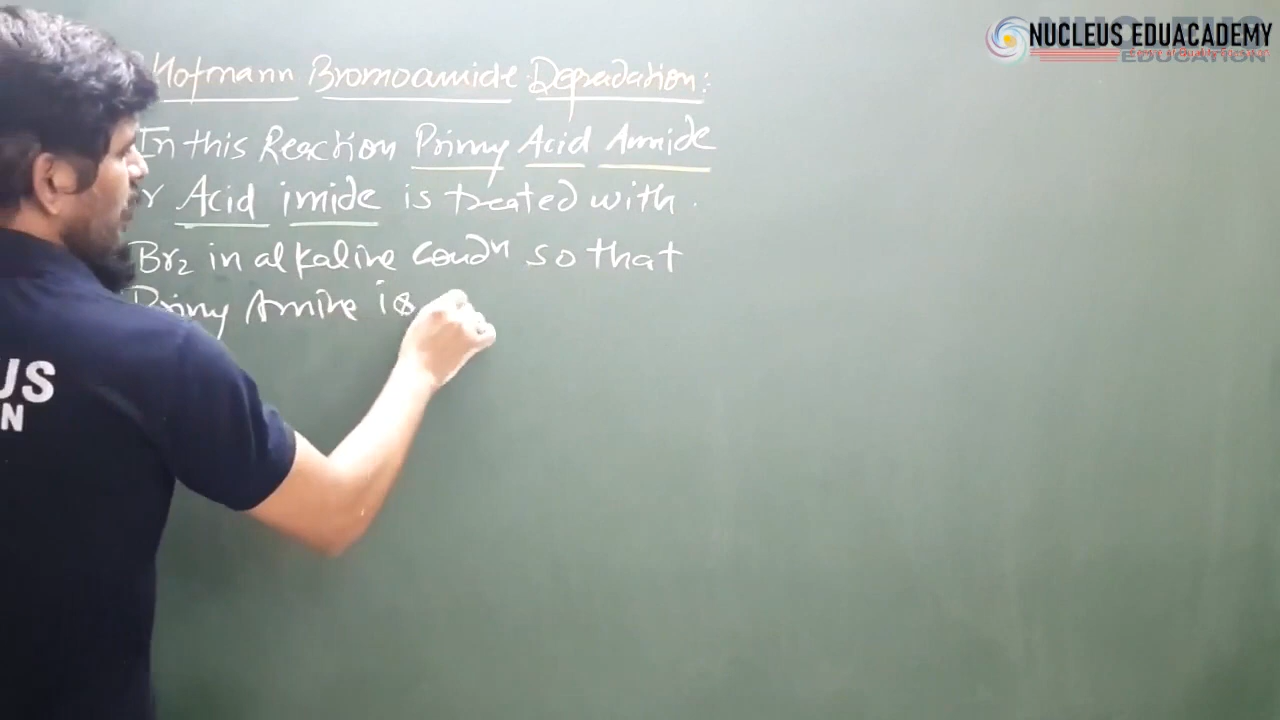 NUCLEUS EDUACADEMY
EDUCATION
Hofmann Bromoamide Degradation:
In this Reaction Primy Acid Amide
r Acid imide is treated with.
Br2 in alkaline condn so that
Primy Amine is
US
N